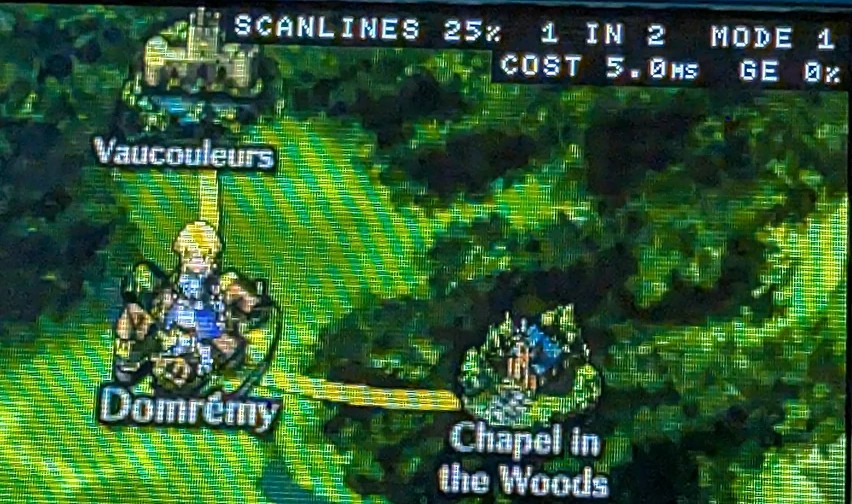 SCANLINES 25% 1 IN 2 MODE 1
COST 5.0MS GE 0%
Vaucouleurs
Domrémy
Chapel in
the Woods